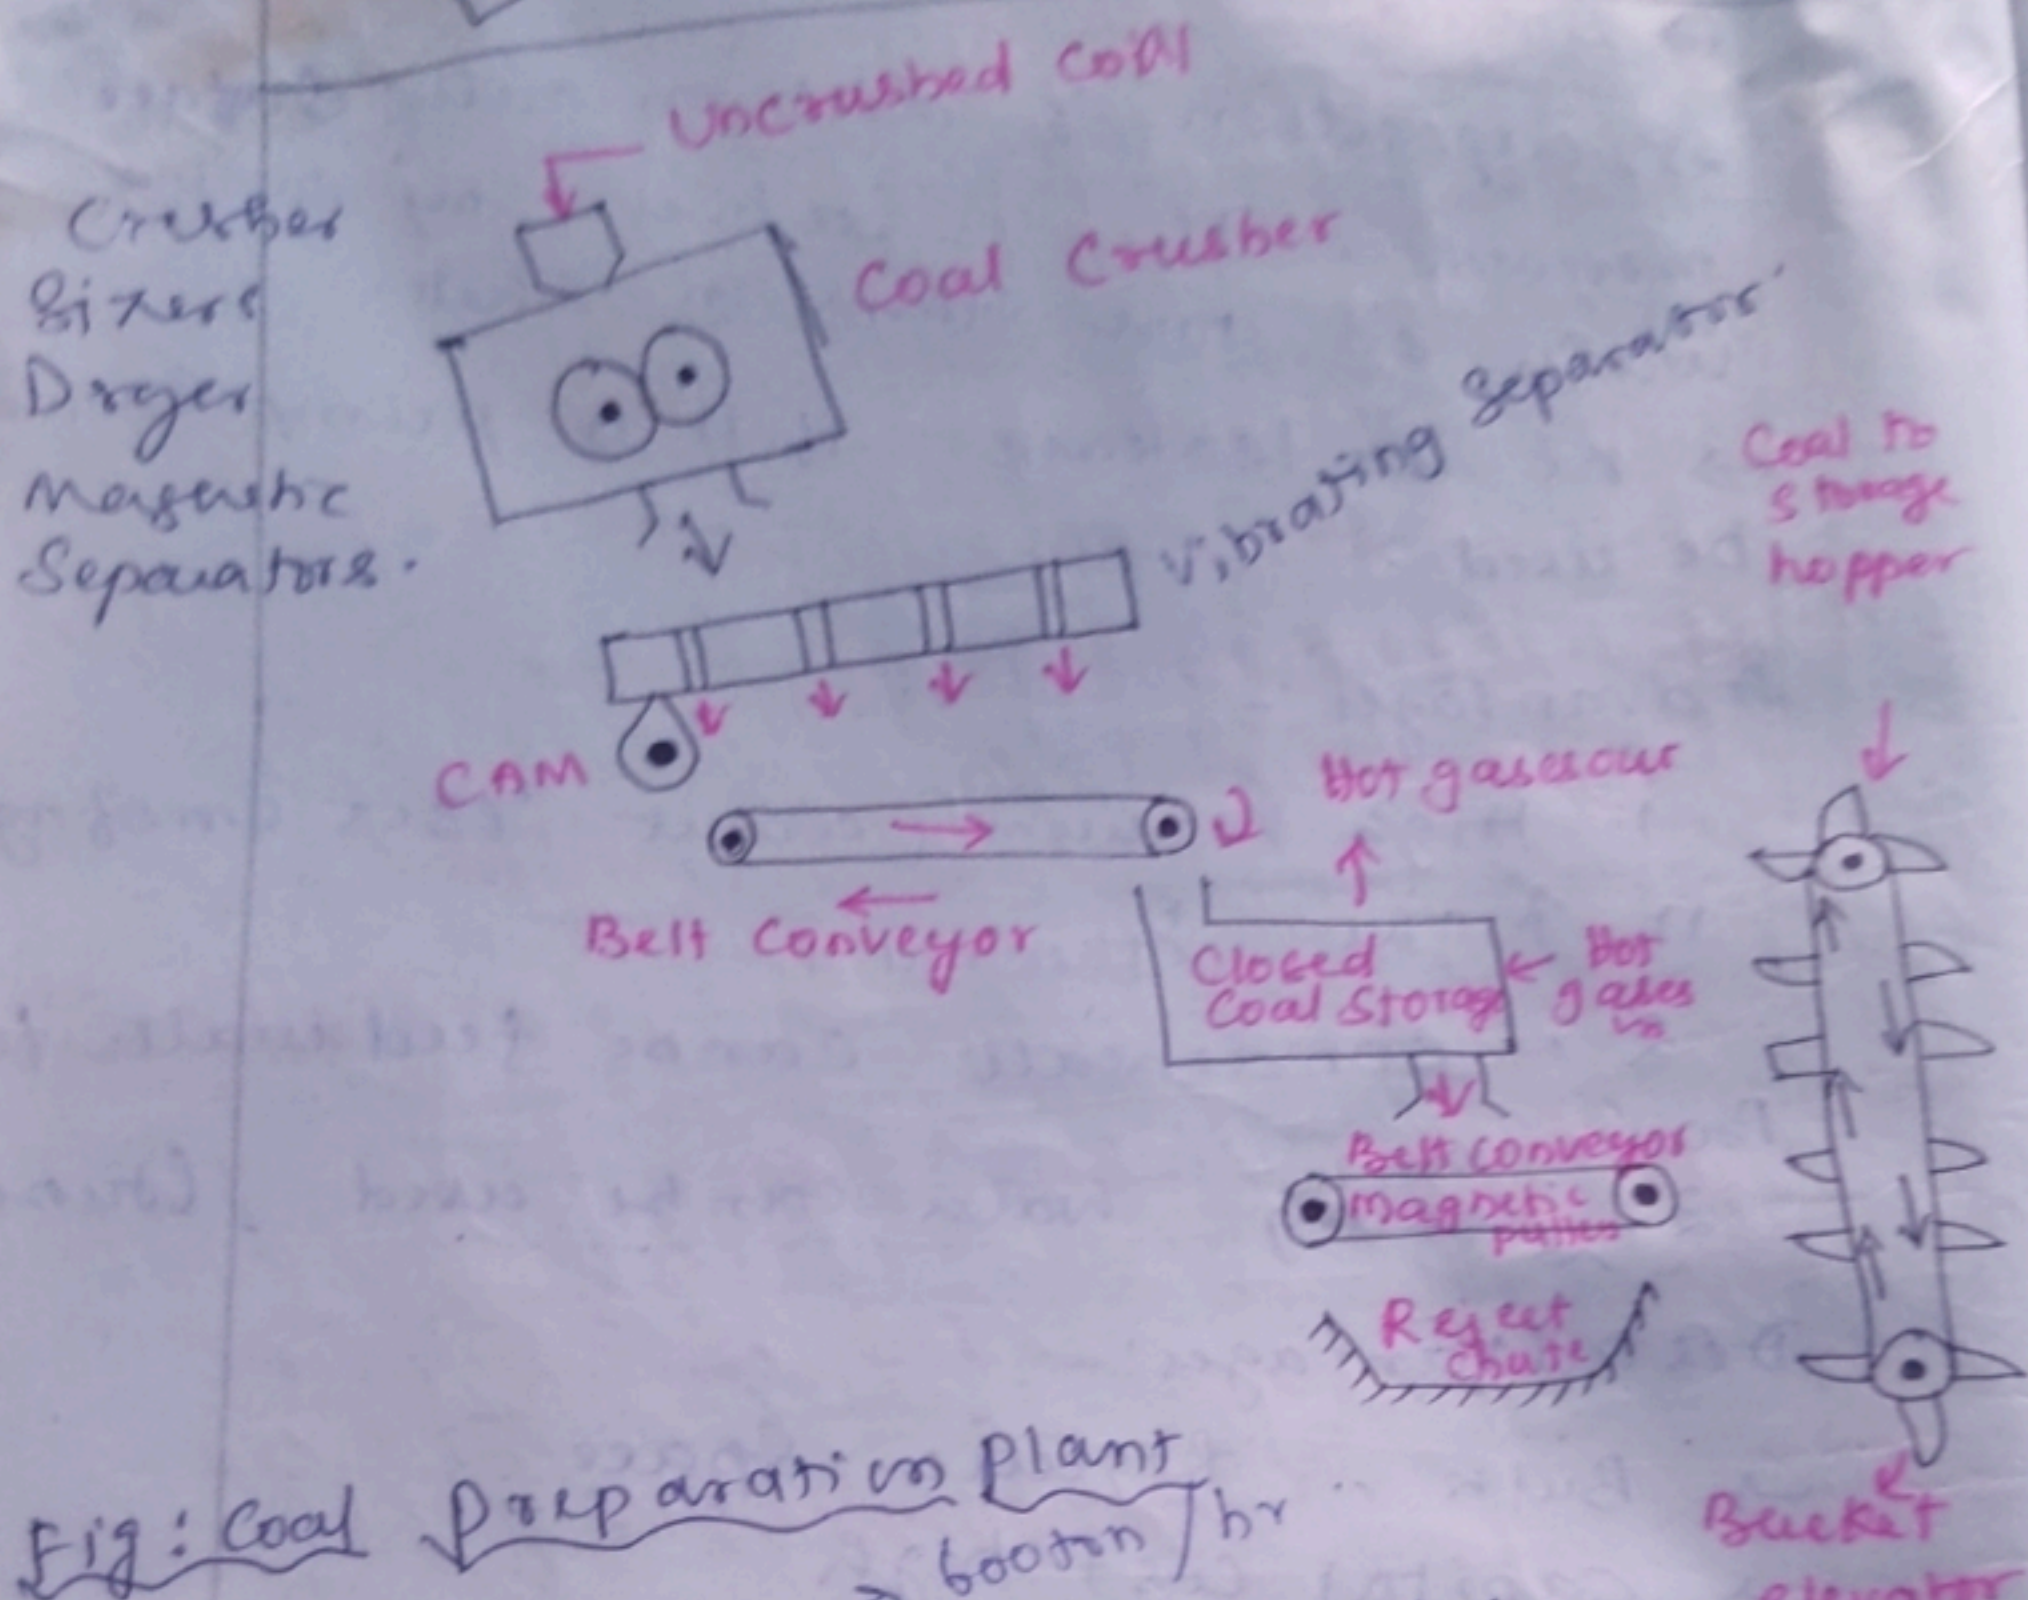 Uncrushed Coal
Crusher
Sizers
Dryer
Magnetic
Separators.
Coal Crusher
Vibrating Separator
Coal to
storage
hopper
CAM
Belt Conveyor
Hot gases out
Closed
Coal Storage
Hot
gases
in
Belt conveyor
Magnetic
pulley
Reject
chute
Bucket
elevator
Fig: Coal Preparation Plant
600ton/hr